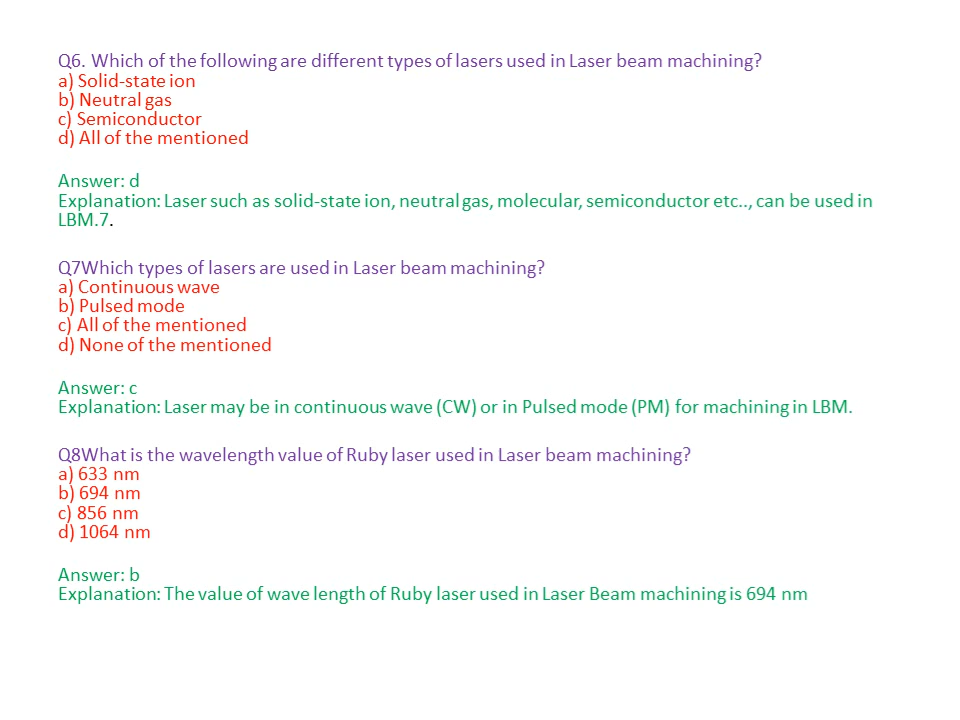 Q6. Which of the following are different types of lasers used in Laser beam machining?
a) Solid-state ion
b) Neutral gas
c) Semiconductor
d) All of the mentioned
Answer: d
Explanation: Laser such as solid-state ion, neutral gas, molecular, semiconductor etc.., can be used in
LBM.7.
Q7Which types of lasers are used in Laser beam machining?
a) Continuous wave
b) Pulsed mode
c) All of the mentioned
d) None of the mentioned
Answer: c
Explanation: Laser may be in continuous wave (CW) or in Pulsed mode (PM) for machining in LBM.
Q8What is the wavelength value of Ruby laser used in Laser beam machining?
a) 633 nm
b) 694 nm
c) 856 nm
d) 1064 nm
Answer: b
Explanation: The value of wave length of Ruby laser used in Laser Beam machining is 694 nm